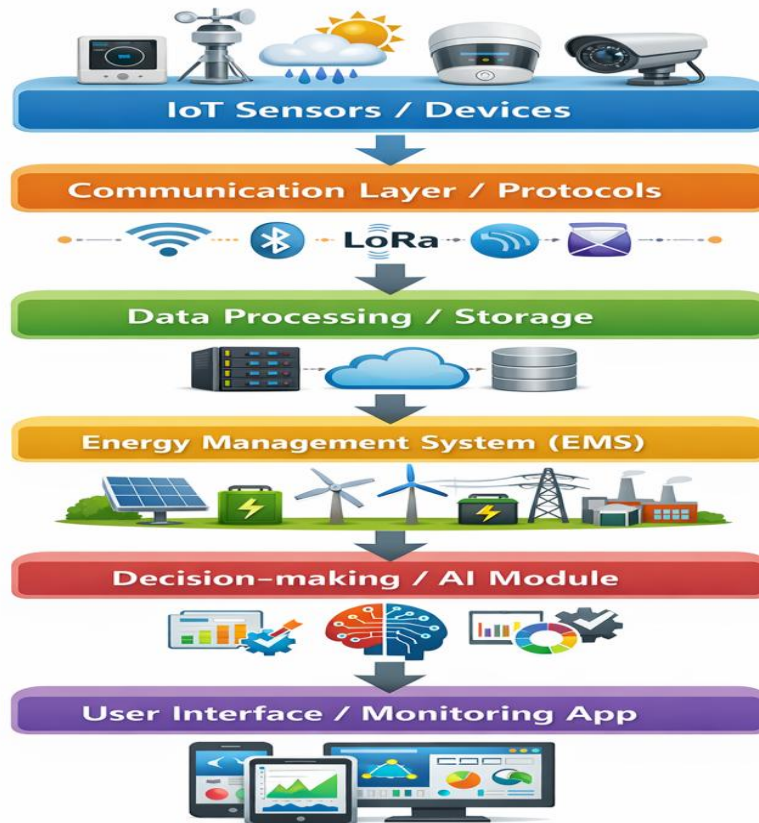 IoT Sensors / Devices
Communication Layer / Protocols
LoRa
Data Processing / Storage
Energy Management System (EMS)
Decision-making / AI Module
User Interface / Monitoring App